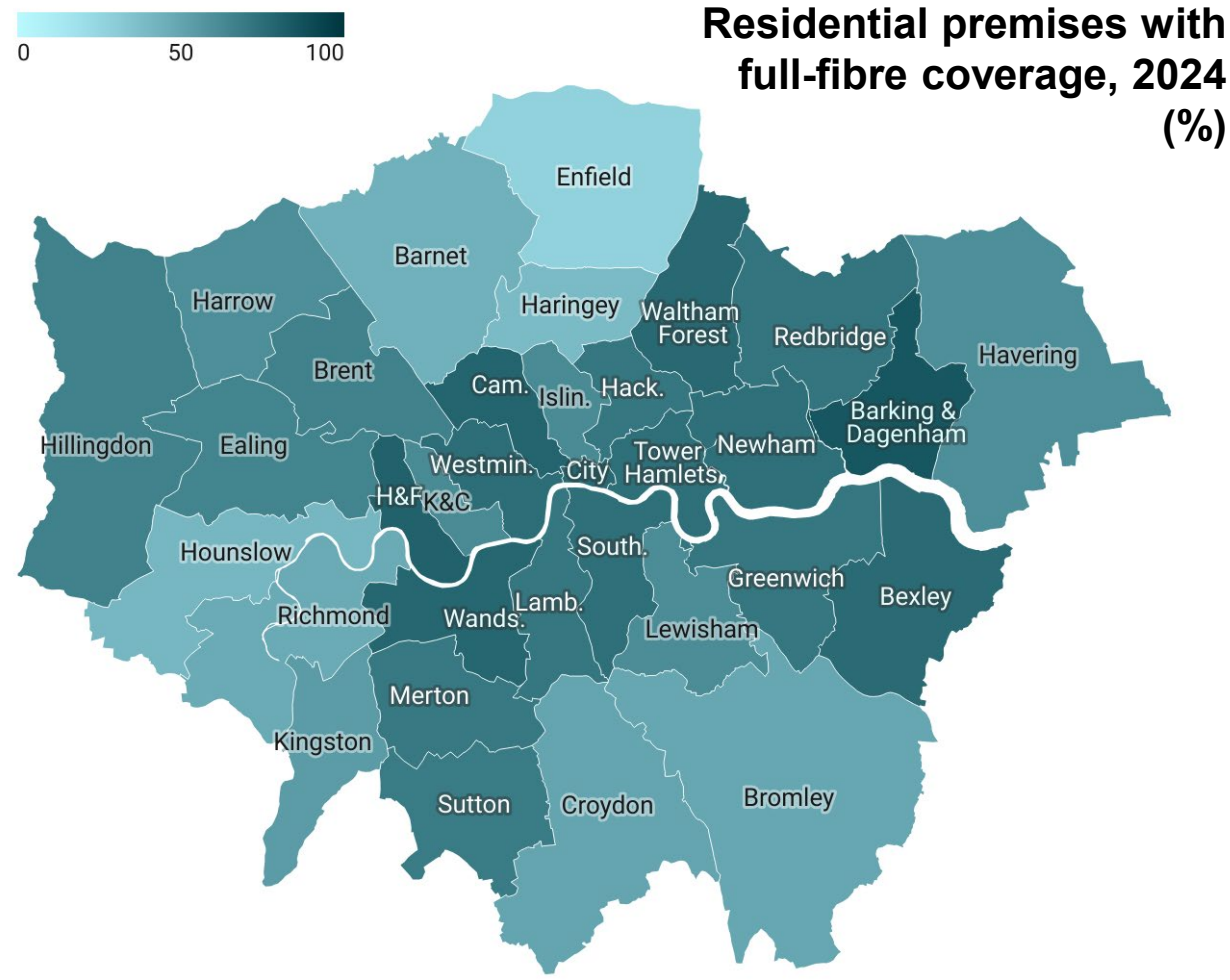 Residential premises with
full-fibre coverage, 2024
(%)
0 50 100
Enfield
Barnet
Harrow
Haringey
Waltham
Forest
Redbridge
Havering
Brent
Cam.
Islin.
Hack.
Barking &
Dagenham
Hillingdon
Ealing
Westmin.
City
Tower
Hamlets
Newham
H&F
K&C
Hounslow
South.
Greenwich
Bexley
Richmond
Wands.
Lamb.
Lewisham
Merton
Kingston
Sutton
Croydon
Bromley